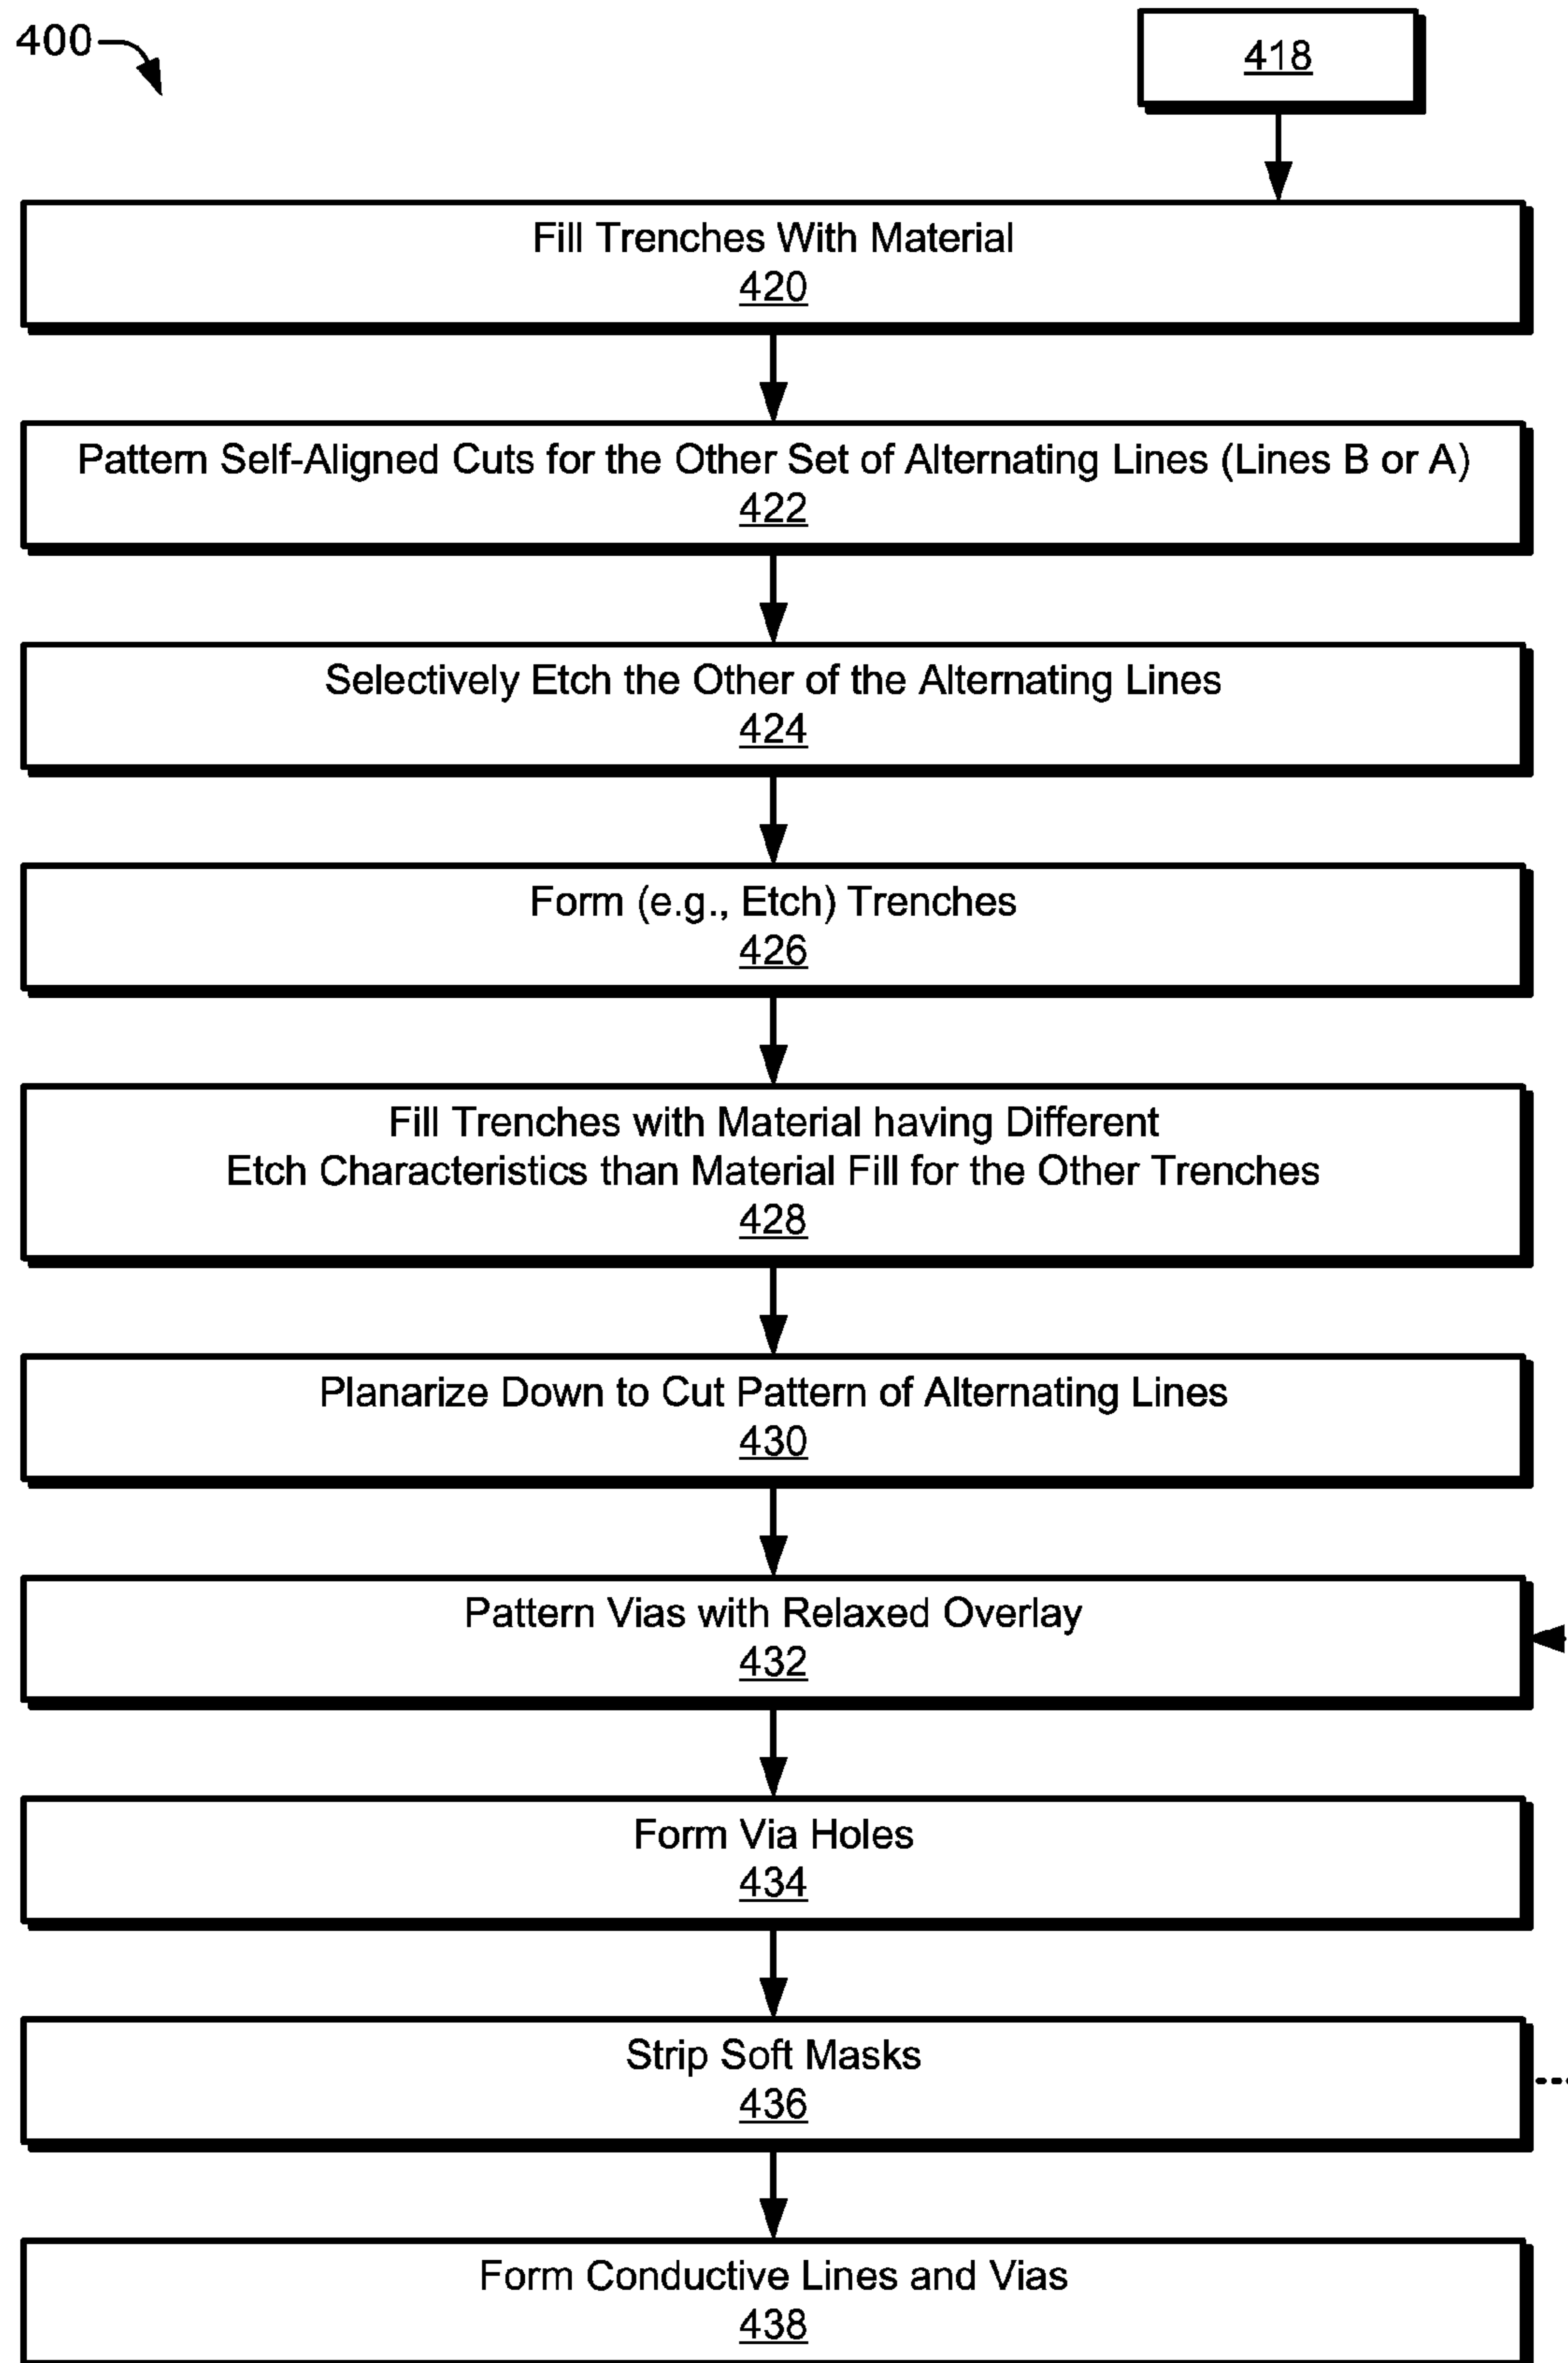 400
418
Fill Trenches With Material
420
Pattern Self-Aligned Cuts for the Other Set of Alternating Lines (Lines B or A)
422
Selectively Etch the Other of the Alternating Lines
424
Form (e.g., Etch) Trenches
426
Fill Trenches with Material having Different
Etch Characteristics than Material Fill for the Other Trenches
428
Planarize Down to Cut Pattern of Alternating Lines
430
Pattern Vias with Relaxed Overlay
432
Form Via Holes
434
Strip Soft Masks
436
Form Conductive Lines and Vias
438